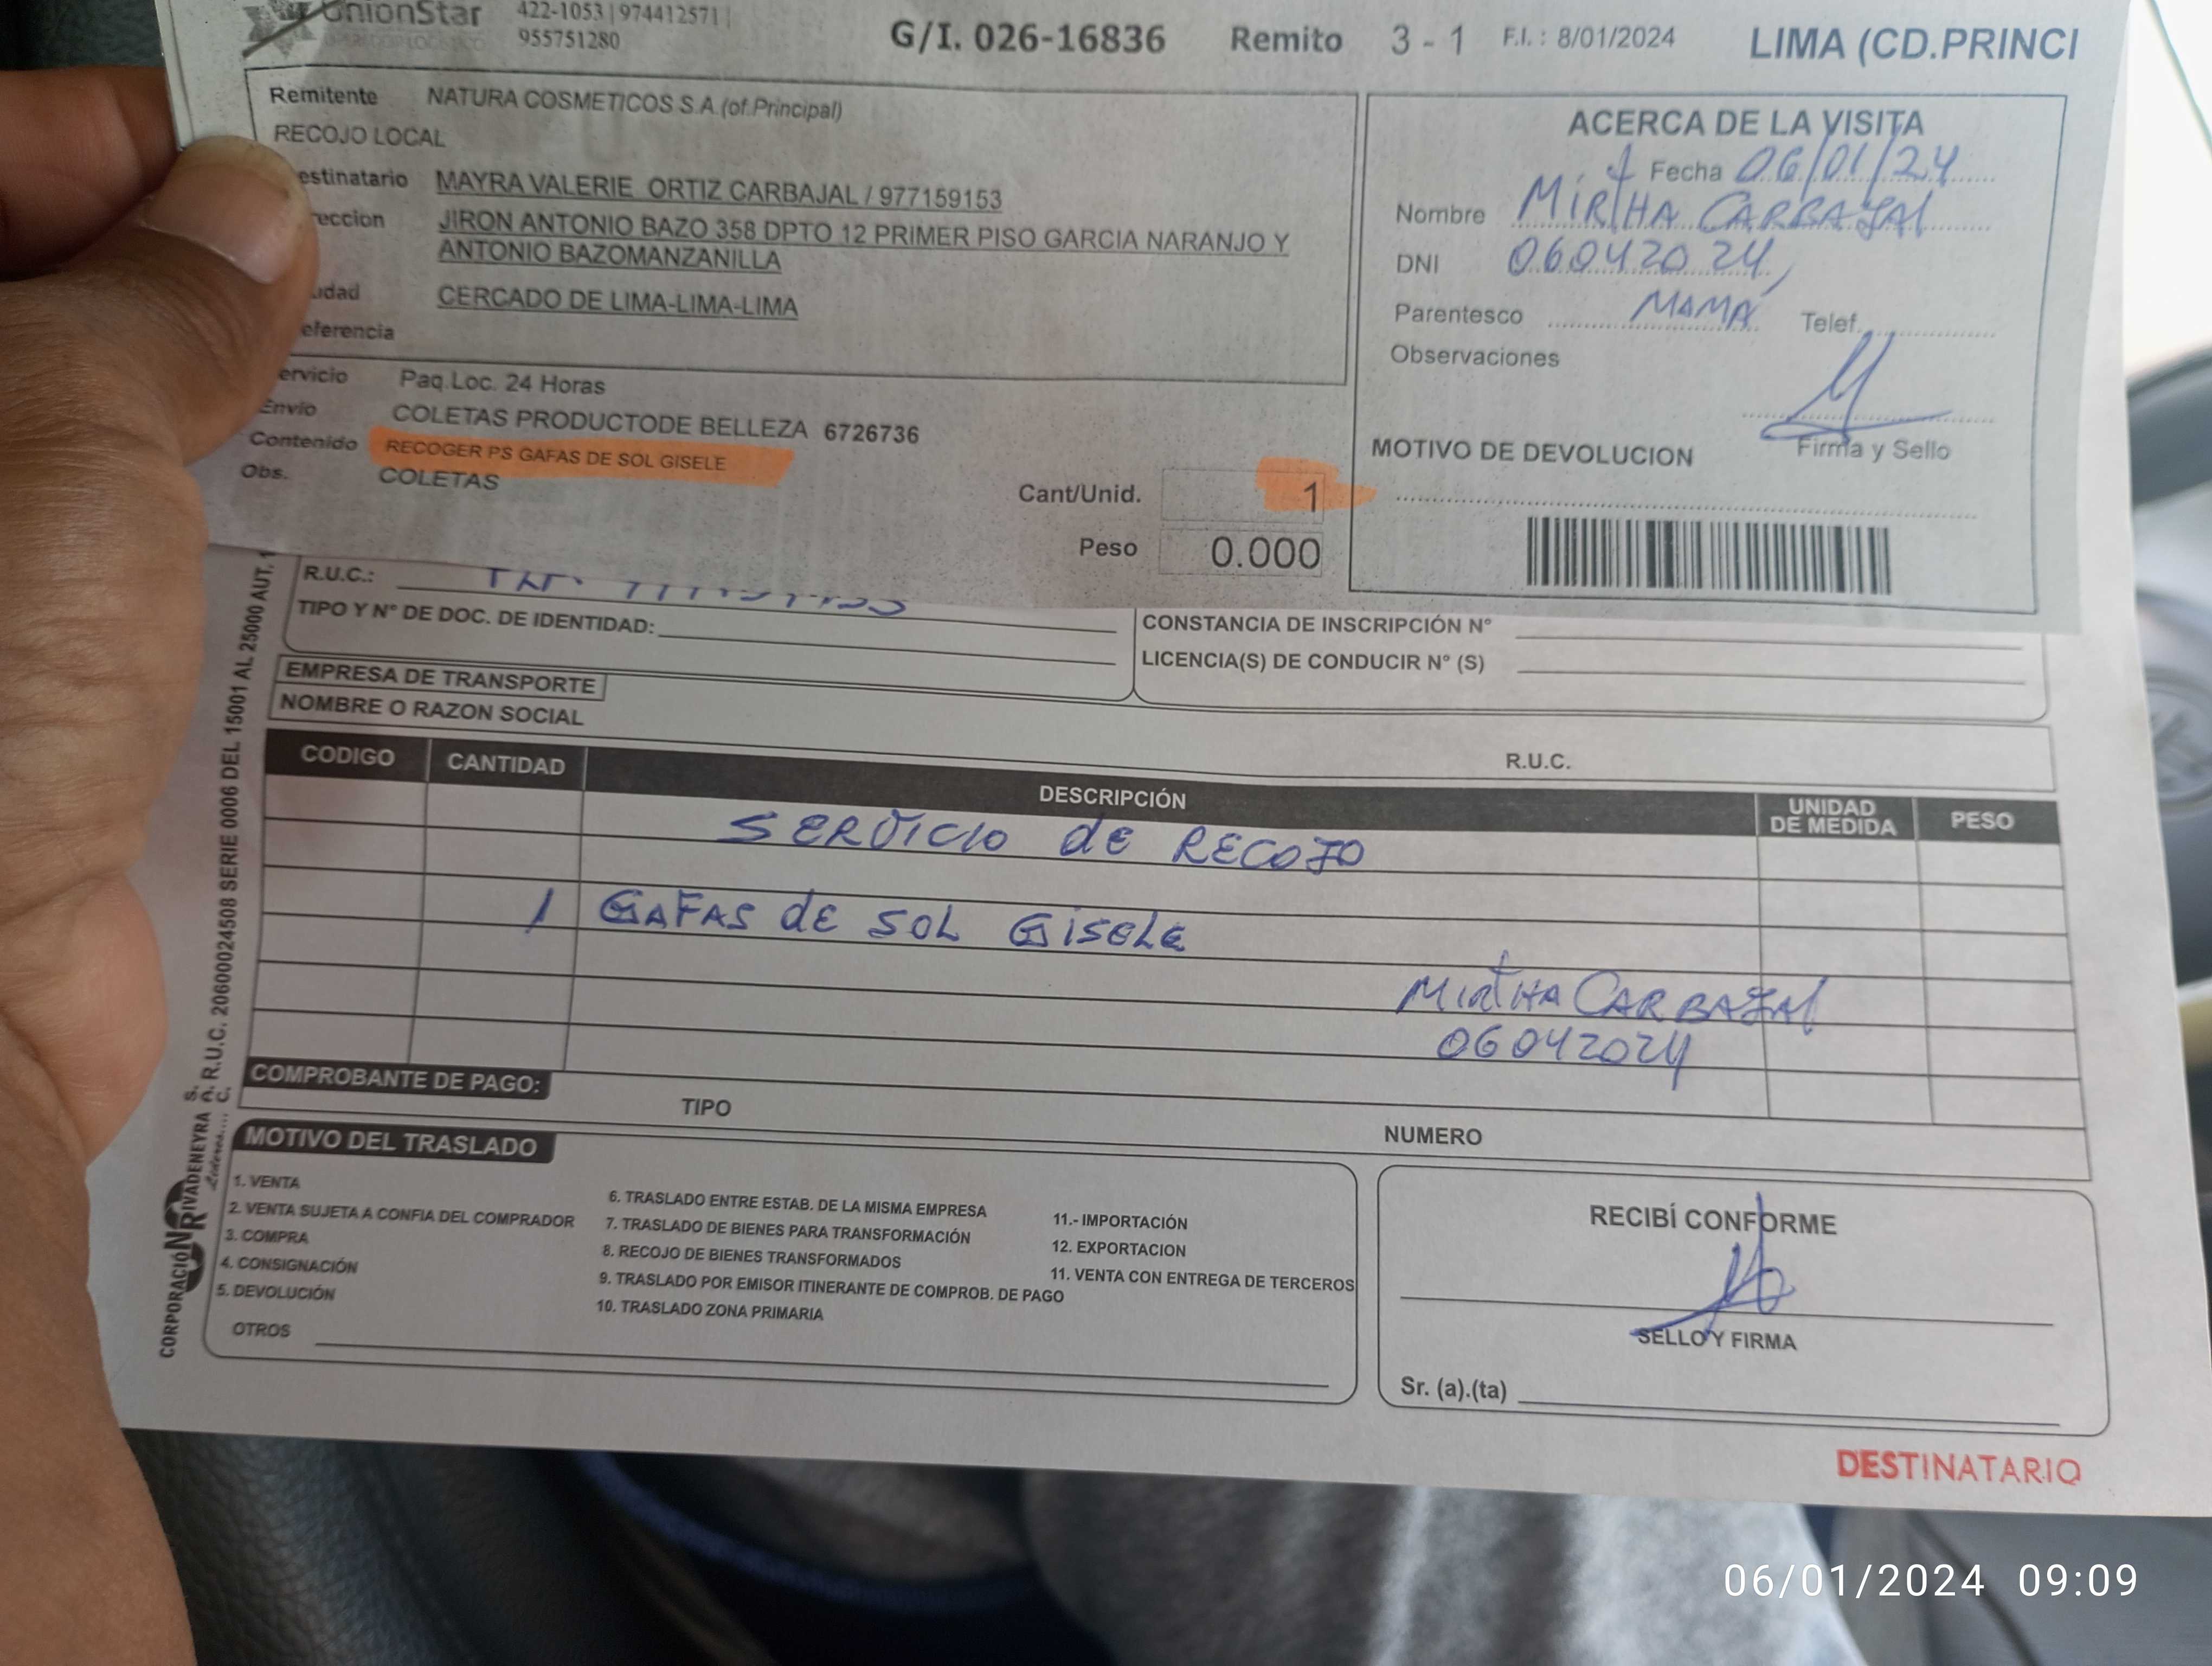 UnionStar
422-1053 | 974412571 |
955751280
G/I. 026-16836 Remito 3 - 1 F.I. : 8/01/2024 LIMA (CD.PRINCI
Remitente NATURA COSMETICOS S.A.(of.Principal)
RECOJO LOCAL
estinatario MAYRA VALERIE ORTIZ CARBAJAL / 977159153
reccion JIRON ANTONIO BAZO 358 DPTO 12 PRIMER PISO GARCIA NARANJO Y
ANTONIO BAZOMANZANILLA
udad CERCADO DE LIMA-LIMA-LIMA
eferencia
ervicio Paq.Loc. 24 Horas
Envio COLETAS PRODUCTODE BELLEZA 6726736
Contenido RECOGER PS GAFAS DE SOL GISELE
Obs. COLETAS
Cant/Unid. 1
Peso 0.000
ACERCA DE LA VISITA
Fecha 06/01/24
Nombre MIRTHA CARBAJAl
DNI 06042024
Parentesco MAMÁ Telef.
Observaciones
Firma y Sello
MOTIVO DE DEVOLUCION
R.U.C.:
TIPO Y N° DE DOC. DE IDENTIDAD:
CONSTANCIA DE INSCRIPCIÓN N°
LICENCIA(S) DE CONDUCIR N° (S)
EMPRESA DE TRANSPORTE
NOMBRE O RAZON SOCIAL
R.U.C.
CODIGO CANTIDAD DESCRIPCIÓN UNIDAD DE MEDIDA PESO
SERVICIO dE RECOJO
1 GAFAS dE SOL GISELE
MIRTHA CARBAJAl
06042024
COMPROBANTE DE PAGO:
TIPO
NUMERO
MOTIVO DEL TRASLADO
1. VENTA
2. VENTA SUJETA A CONFIA DEL COMPRADOR
3. COMPRA
4. CONSIGNACIÓN
5. DEVOLUCIÓN
OTROS
6. TRASLADO ENTRE ESTAB. DE LA MISMA EMPRESA
7. TRASLADO DE BIENES PARA TRANSFORMACIÓN
8. RECOJO DE BIENES TRANSFORMADOS
9. TRASLADO POR EMISOR ITINERANTE DE COMPROB. DE PAGO
10. TRASLADO ZONA PRIMARIA
11.- IMPORTACIÓN
12. EXPORTACION
11. VENTA CON ENTREGA DE TERCEROS
RECIBÍ CONFORME
SELLO Y FIRMA
Sr. (a).(ta)
DESTINATARIO
CORPORACIÓN RIVADENEYRA S. A. C. R.U.C. 20600024508 SERIE 0006 DEL 15001 AL 25000 AUT.
06/01/2024 09:09